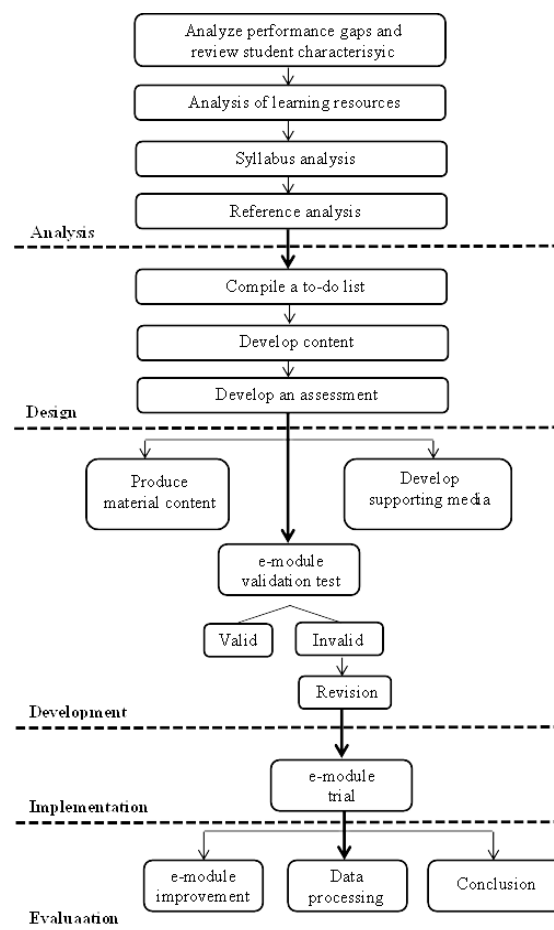 Analyze performance gaps and
review student characterisyic
Analysis of learning resources
Syllabus analysis
Reference analysis
Analysis
Compile a to-do list
Develop content
Develop an assessment
Design
Produce
material content
Develop
supporting media
e-module
validation test
Valid
Invalid
Revision
Development
e-module
trial
Implementation
e-module
improvement
Data
processing
Conclusion
Evaluaation